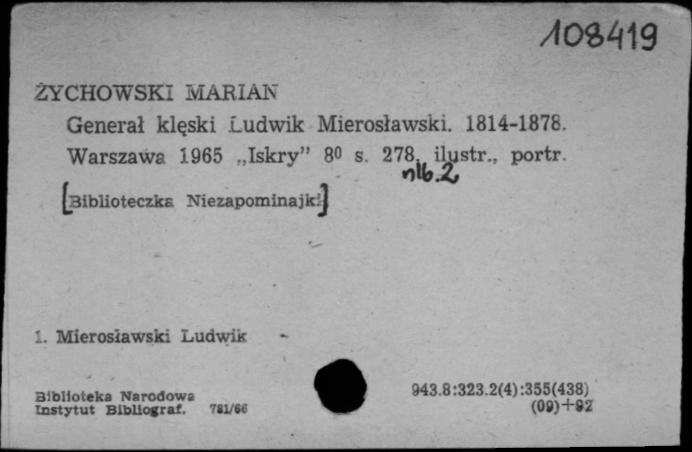 108419
ŻYCHOWSKI MARIAN
Generał klęski Ludwik Mierosławski. 1814-1878.
Warszawa 1965 „Iskry” 8⁰ s. 278, ilustr., portr.
nlb. 2
[Biblioteczka Niezapominajki]
1. Mierosławski Ludwik
Biblioteka Narodowa
Instytut Bibliograf. 781/66
943.8:323.2(4):355(438)
(09)+92